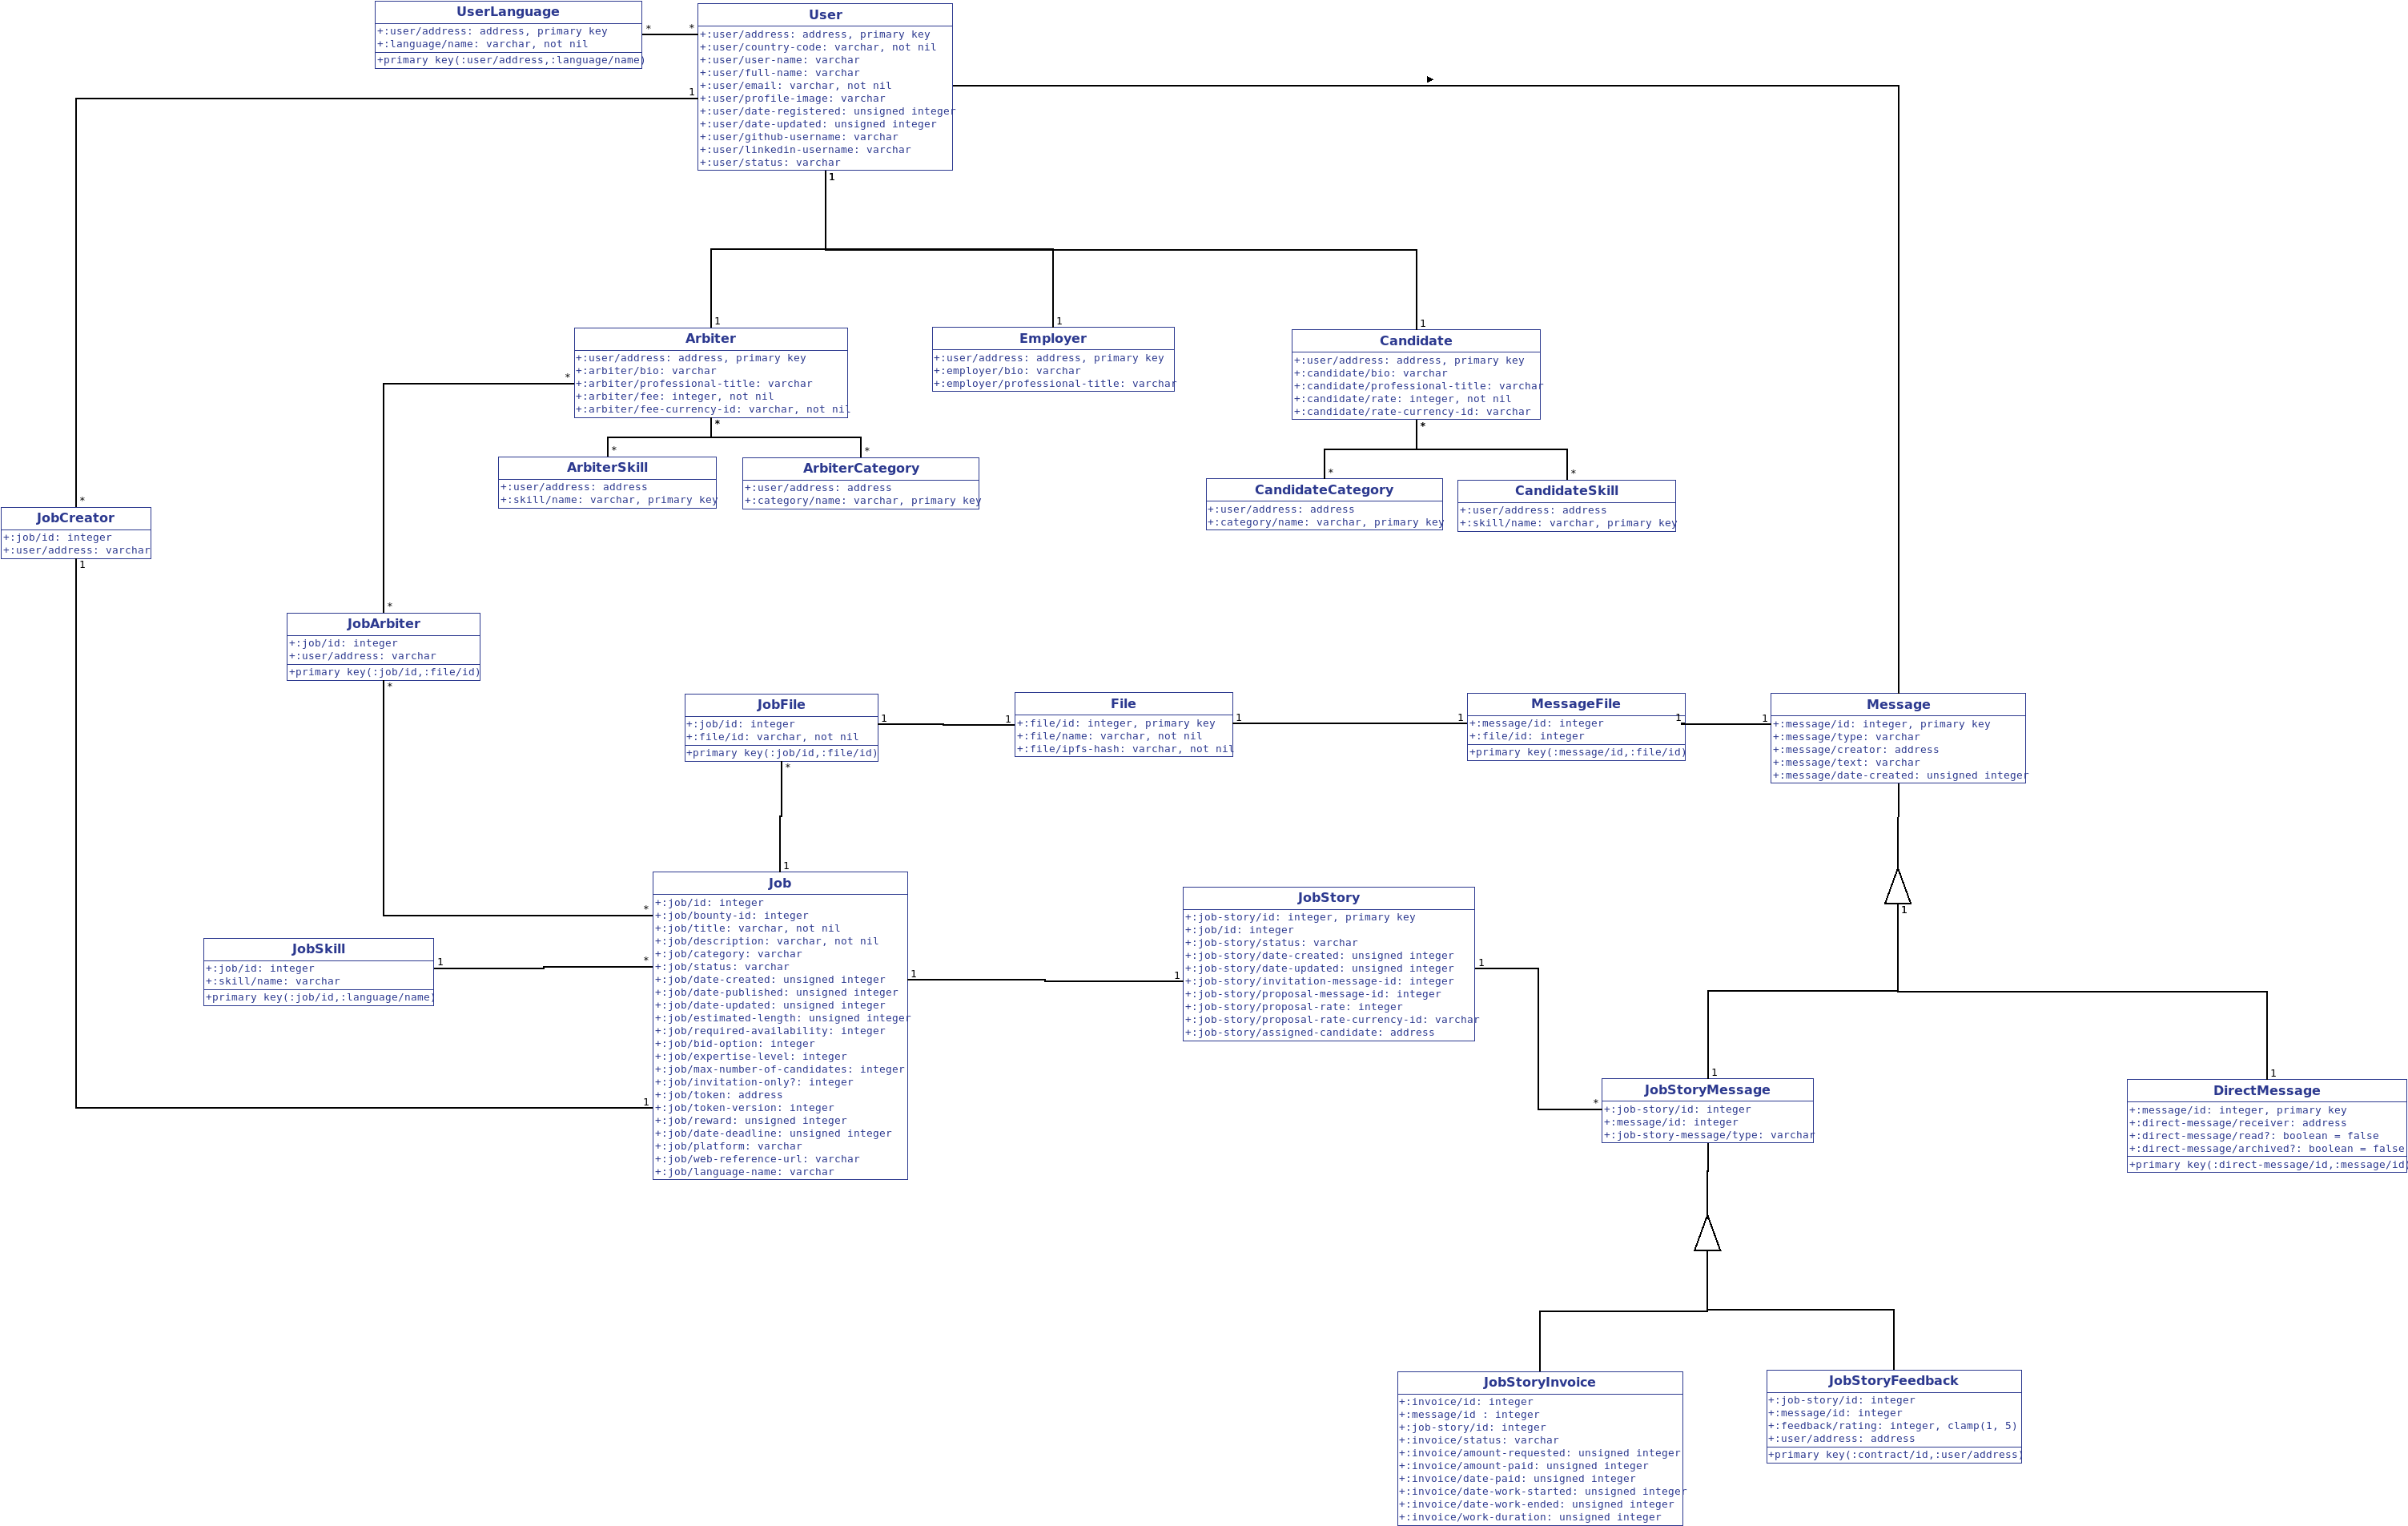 UserLanguage
+:user/address: address, primary key
+:language/name: varchar, not nil
+primary key(:user/address,:language/name)
*
*
User
+:user/address: address, primary key
+:user/country-code: varchar, not nil
+:user/user-name: varchar
+:user/full-name: varchar
+:user/email: varchar, not nil
+:user/profile-image: varchar
+:user/date-registered: unsigned integer
+:user/date-updated: unsigned integer
+:user/github-username: varchar
+:user/linkedin-username: varchar
+:user/status: varchar
1
1
1
Arbiter
+:user/address: address, primary key
+:arbiter/bio: varchar
+:arbiter/professional-title: varchar
+:arbiter/fee: integer, not nil
+:arbiter/fee-currency-id: varchar, not nil
*
*
1
Employer
+:user/address: address, primary key
+:employer/bio: varchar
+:employer/professional-title: varchar
1
Candidate
+:user/address: address, primary key
+:candidate/bio: varchar
+:candidate/professional-title: varchar
+:candidate/rate: integer, not nil
+:candidate/rate-currency-id: varchar
*
*
ArbiterSkill
+:user/address: address
+:skill/name: varchar, primary key
*
ArbiterCategory
+:user/address: address
+:category/name: varchar, primary key
*
CandidateCategory
+:user/address: address
+:category/name: varchar, primary key
*
CandidateSkill
+:user/address: address
+:skill/name: varchar, primary key
*
JobCreator
+:job/id: integer
+:user/address: varchar
1
*
JobArbiter
+:job/id: integer
+:user/address: varchar
+primary key(:job/id,:file/id)
*
JobFile
+:job/id: integer
+:file/id: varchar, not nil
+primary key(:job/id,:file/id)
*
1
1
File
+:file/id: integer, primary key
+:file/name: varchar, not nil
+:file/ipfs-hash: varchar, not nil
1
1
MessageFile
+:message/id: integer
+:file/id: integer
+primary key(:message/id,:file/id)
1
1
Message
+:message/id: integer, primary key
+:message/type: varchar
+:message/creator: address
+:message/text: varchar
+:message/date-created: unsigned integer
1
1
Job
+:job/id: integer
+:job/bounty-id: integer
+:job/title: varchar, not nil
+:job/description: varchar, not nil
+:job/category: varchar
+:job/status: varchar
+:job/date-created: unsigned integer
+:job/date-published: unsigned integer
+:job/date-updated: unsigned integer
+:job/estimated-length: unsigned integer
+:job/required-availability: integer
+:job/bid-option: integer
+:job/expertise-level: integer
+:job/max-number-of-candidates: integer
+:job/invitation-only?: integer
+:job/token: address
+:job/token-version: integer
+:job/reward: unsigned integer
+:job/date-deadline: unsigned integer
+:job/platform: varchar
+:job/web-reference-url: varchar
+:job/language-name: varchar
*
*
1
1
JobSkill
+:job/id: integer
+:skill/name: varchar
+primary key(:job/id,:language/name)
1
1
JobStory
+:job-story/id: integer, primary key
+:job/id: integer
+:job-story/status: varchar
+:job-story/date-created: unsigned integer
+:job-story/date-updated: unsigned integer
+:job-story/invitation-message-id: integer
+:job-story/proposal-message-id: integer
+:job-story/proposal-rate: integer
+:job-story/proposal-rate-currency-id: varchar
+:job-story/assigned-candidate: address
1
*
1
JobStoryMessage
+:job-story/id: integer
+:message/id: integer
+:job-story-message/type: varchar
1
DirectMessage
+:message/id: integer, primary key
+:direct-message/receiver: address
+:direct-message/read?: boolean = false
+:direct-message/archived?: boolean = false
+primary key(:direct-message/id,:message/id)
JobStoryInvoice
+:invoice/id: integer
+:message/id : integer
+:job-story/id: integer
+:invoice/status: varchar
+:invoice/amount-requested: unsigned integer
+:invoice/amount-paid: unsigned integer
+:invoice/date-paid: unsigned integer
+:invoice/date-work-started: unsigned integer
+:invoice/date-work-ended: unsigned integer
+:invoice/work-duration: unsigned integer
JobStoryFeedback
+:job-story/id: integer
+:message/id: integer
+:feedback/rating: integer, clamp(1, 5)
+:user/address: address
+primary key(:contract/id,:user/address)